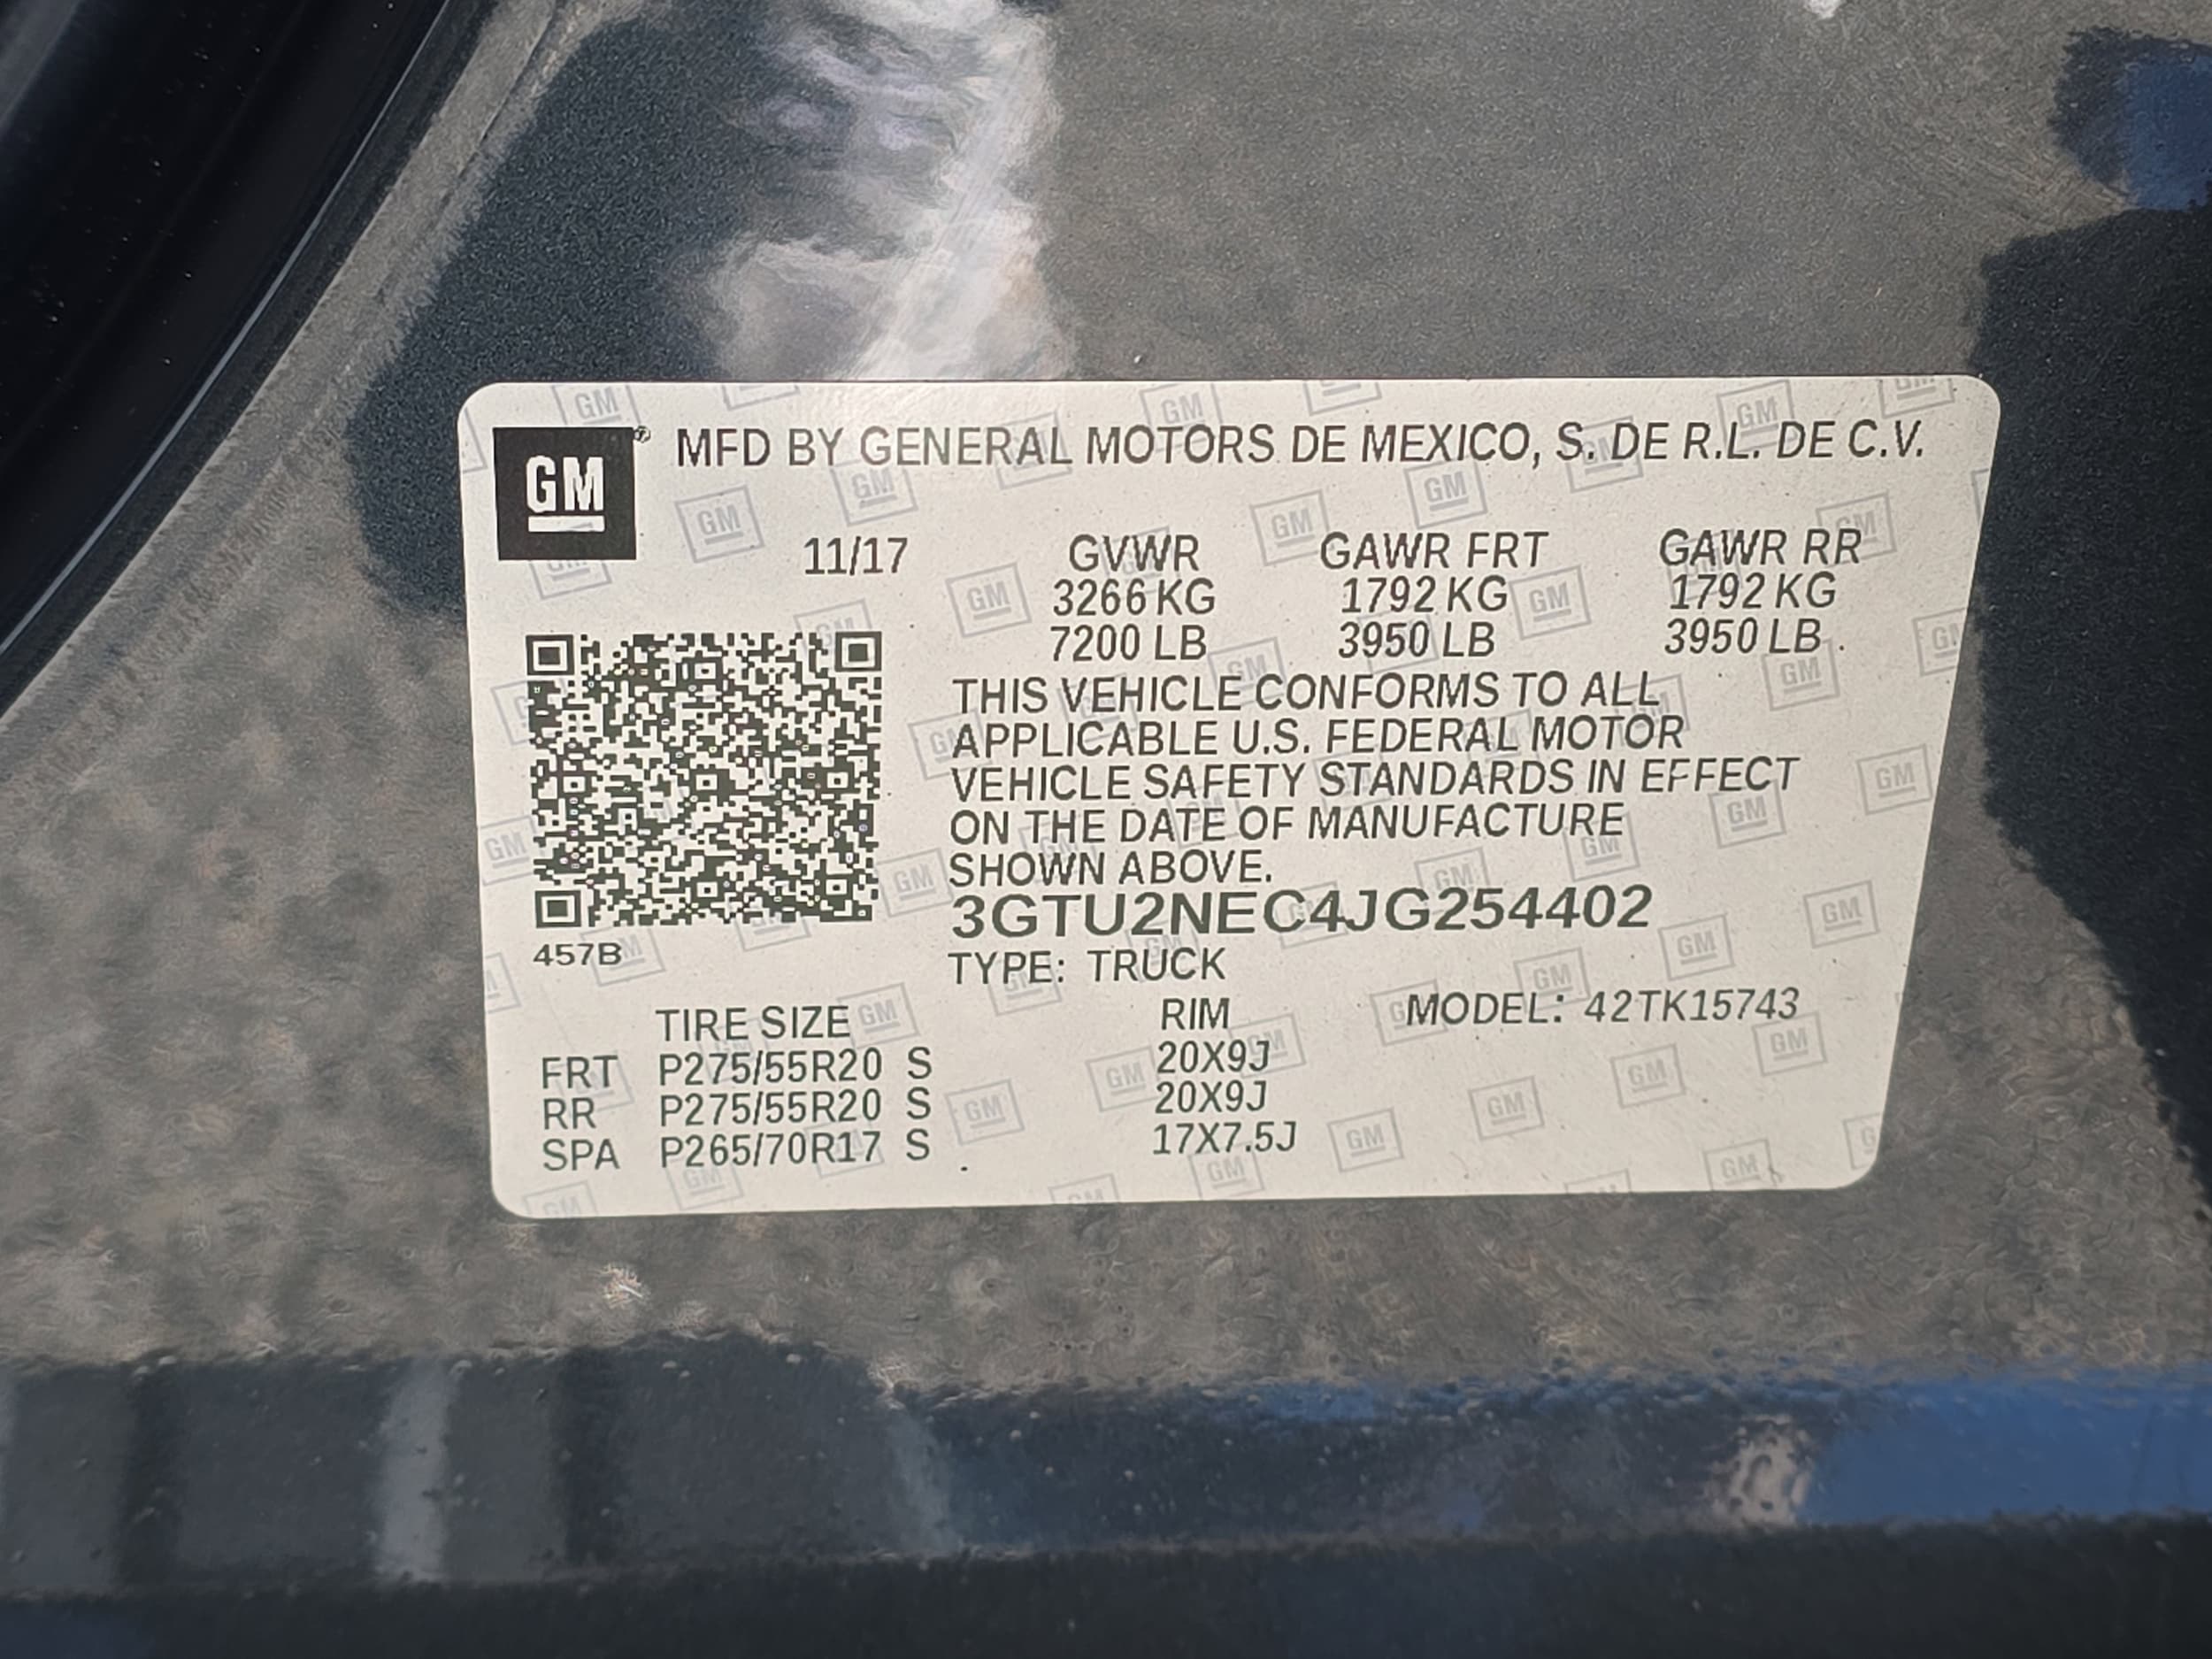 GM
MFD BY GENERAL MOTORS DE MEXICO, S. DE R.L. DE C.V.
11/17 GVWR GAWR FRT GAWR RR
3266 KG 1792 KG 1792 KG
7200 LB 3950 LB 3950 LB
THIS VEHICLE CONFORMS TO ALL
APPLICABLE U.S. FEDERAL MOTOR
VEHICLE SAFETY STANDARDS IN EFFECT
ON THE DATE OF MANUFACTURE
SHOWN ABOVE.
3GTU2NEC4JG254402
457B
TYPE: TRUCK
TIRE SIZE RIM MODEL: 42TK15743
FRT P275/55R20 S 20X9J
RR P275/55R20 S 20X9J
SPA P265/70R17 S 17X7.5J